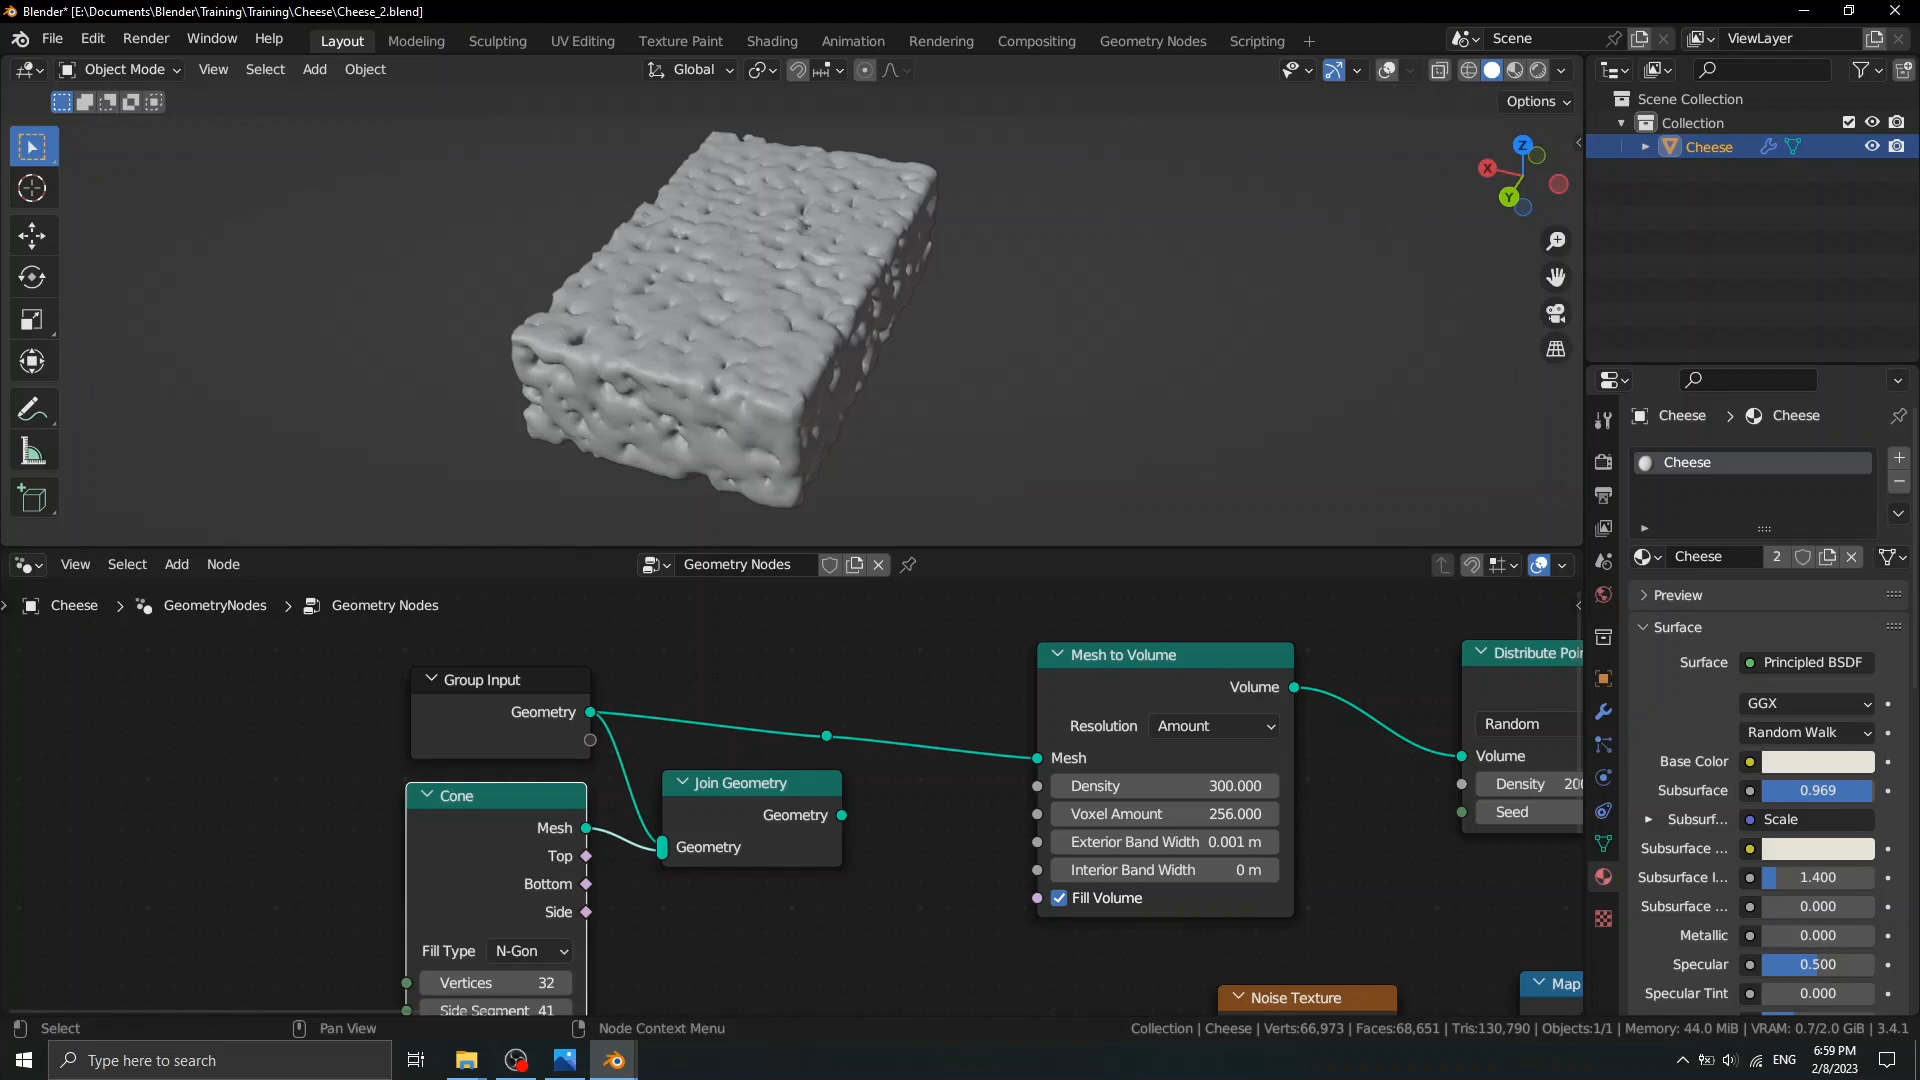 Blender* [E:\Documents\Blender\Training\Training\Cheese\Cheese_2.blend]
File Edit Render Window Help Layout Modeling Sculpting UV Editing Texture Paint Shading Animation Rendering Compositing Geometry Nodes Scripting + Scene ViewLayer
Object Mode View Select Add Object Global
Options
Scene Collection
Collection
Cheese
X Y Z
Cheese > Cheese
Cheese
Cheese 2
Preview
Surface
Surface Principled BSDF
GGX
Random Walk
Base Color
Subsurface 0.969
Subsurf... Scale
Subsurface ...
Subsurface I... 1.400
Subsurface ... 0.000
Metallic 0.000
Specular 0.500
Specular Tint 0.000
View Select Add Node Geometry Nodes
Cheese > GeometryNodes > Geometry Nodes
Group Input
Geometry
Cone
Mesh
Top
Bottom
Side
Fill Type N-Gon
Vertices 32
Side Segment 41
Join Geometry
Geometry
Geometry
Mesh to Volume
Volume
Resolution Amount
Mesh
Density 300.000
Voxel Amount 256.000
Exterior Band Width 0.001 m
Interior Band Width 0 m
Fill Volume
Distribute Poin
Random
Volume
Density 200
Seed
Noise Texture
Map
Select Pan View Node Context Menu Collection | Cheese | Verts:66,973 | Faces:68,651 | Tris:130,790 | Objects:1/1 | Memory: 44.0 MiB | VRAM: 0.7/2.0 GiB | 3.4.1
Type here to search ENG 6:59 PM
2/8/2023